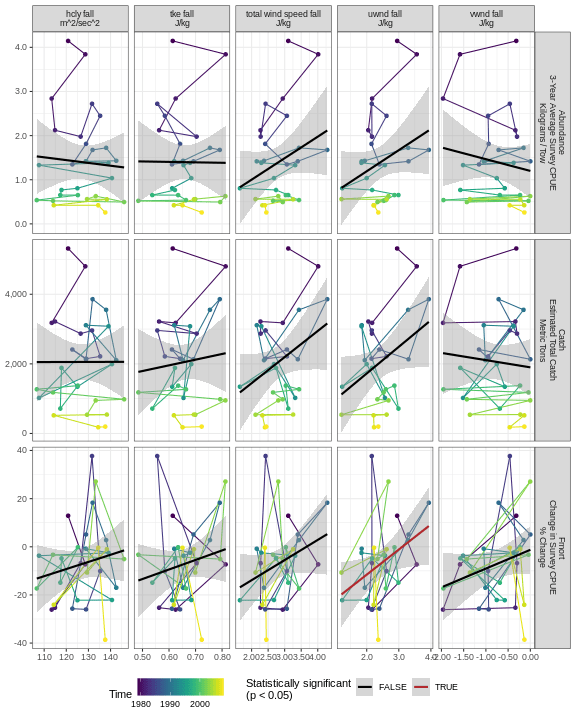 hcly fall
m^2/sec^2
tke fall
J/kg
total wind speed fall
J/kg
uwnd fall
J/kg
vwnd fall
J/kg
4.0
3.0
2.0
1.0
0.0
Abundance
3-Year Average Survey CPUE
Kilograms / Tow
4,000
2,000
0
Catch
Estimated Total Catch
Metric Tons
40
20
0
-20
-40
Fmort
Change in Survey CPUE
% Change
110 120 130 140
0.50 0.60 0.70 0.80
2.00 2.50 3.00 3.50 4.00
2.0 3.0 4.0
-2.00 -1.50 -1.00 -0.50 0.00
Time
1980 1990 2000
Statistically significant
(p < 0.05)
FALSE
TRUE